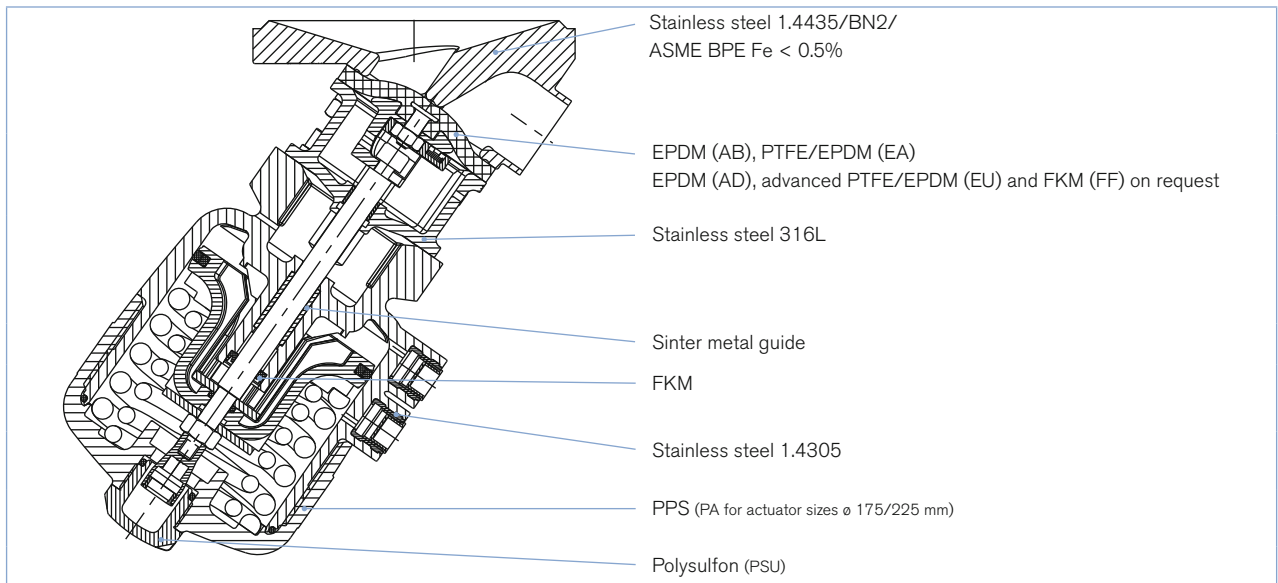 Stainless steel 1.4435/BN2/
ASME BPE Fe < 0.5%
EPDM (AB), PTFE/EPDM (EA)
EPDM (AD), advanced PTFE/EPDM (EU) and FKM (FF) on request
Stainless steel 316L
Sinter metal guide
FKM
Stainless steel 1.4305
PPS (PA for actuator sizes ø 175/225 mm)
Polysulfon (PSU)